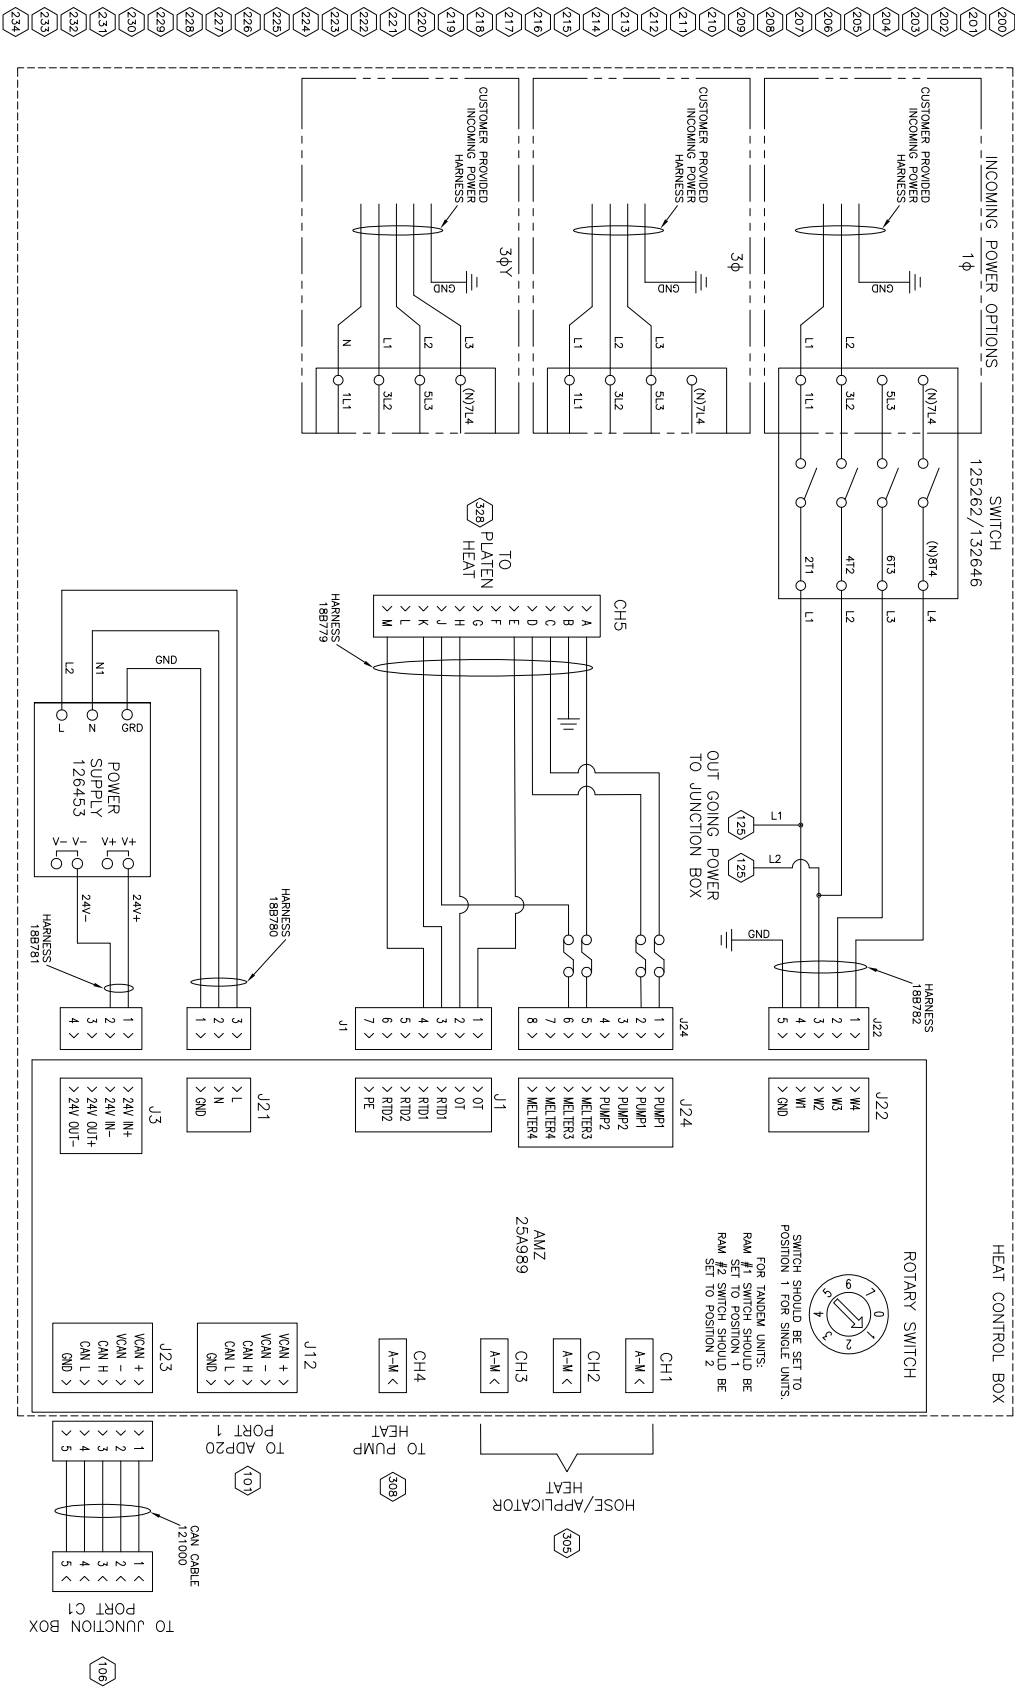 200
201
202
203
204
205
206
207
208
209
210
211
212
213
214
215
216
217
218
219
220
221
222
223
224
225
226
227
228
229
230
231
232
233
234
HEAT CONTROL BOX
INCOMING POWER OPTIONS
1ϕ
CUSTOMER PROVIDED
INCOMING POWER
HARNESS
GND
L2
L1
SWITCH
125262/132646
(N)7L4
5L3
3L2
1L1
(N)8T4
6T3
4T2
2T1
L4
L3
L2
L1
L1
125
L2
125
OUT GOING POWER
TO JUNCTION BOX
GND
HARNESS
18B782
J22
1
2
3
4
5
J22
W4
W3
W2
W1
GND
ROTARY SWITCH
0
1
2
3
4
5
6
7
SWITCH SHOULD BE SET TO
POSITION 1 FOR SINGLE UNITS.
FOR TANDEM UNITS:
RAM #1 SWITCH SHOULD BE
SET TO POSITION 1
RAM #2 SWITCH SHOULD BE
SET TO POSITION 2
3ϕ
CUSTOMER PROVIDED
INCOMING POWER
HARNESS
GND
L3
L2
L1
(N)7L4
5L3
3L2
1L1
3ϕY
CUSTOMER PROVIDED
INCOMING POWER
HARNESS
GND
L3
L2
L1
N
(N)7L4
5L3
3L2
1L1
TO
PLATEN
HEAT
328
CH5
A
B
C
D
E
F
G
H
J
K
L
M
HARNESS
18B779
J24
1
2
3
4
5
6
7
8
J24
PUMP1
PUMP1
PUMP2
PUMP2
MELTER3
MELTER3
MELTER4
MELTER4
J1
1
2
3
4
5
6
7
J1
OT
OT
RTD1
RTD1
RTD2
RTD2
PE
AMZ
25A989
CH1
A-M
CH2
A-M
CH3
A-M
HOSE/APPLICATOR
HEAT
305
CH4
A-M
TO PUMP
HEAT
308
GND
N1
L2
GRD
N
L
POWER
SUPPLY
126453
V+
V+
V-
V-
24V+
24V-
HARNESS
18B780
HARNESS
18B781
3
2
1
J21
L
N
GND
1
2
3
4
J3
24V IN+
24V IN-
24V OUT+
24V OUT-
J12
VCAN +
VCAN -
CAN H
CAN L
GND
TO ADP20
PORT 1
101
J23
VCAN +
VCAN -
CAN H
CAN L
GND
1
2
3
4
5
CAN CABLE
121000
1
2
3
4
5
TO JUNCTION BOX
PORT C1
106